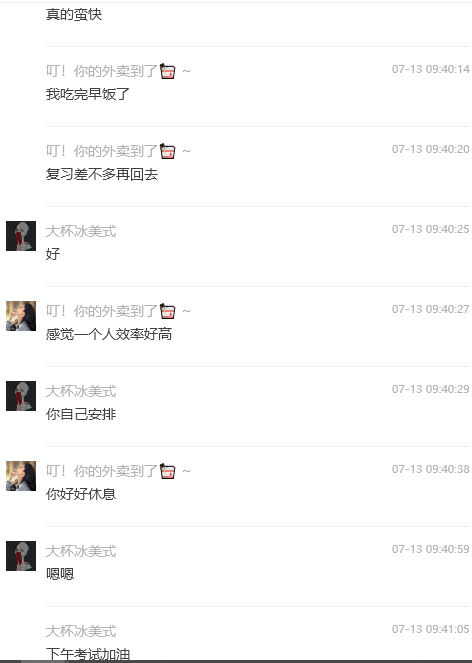 真的蛮快
叮！你的外卖到了 ~ 07-13 09:40:14
我吃完早饭了
叮！你的外卖到了 ~ 07-13 09:40:20
复习差不多再回去
大杯冰美式 07-13 09:40:25
好
叮！你的外卖到了 ~ 07-13 09:40:27
感觉一个人效率好高
大杯冰美式 07-13 09:40:29
你自己安排
叮！你的外卖到了 ~ 07-13 09:40:38
你好好休息
大杯冰美式 07-13 09:40:59
嗯嗯
大杯冰美式 07-13 09:41:05
下午考试加油